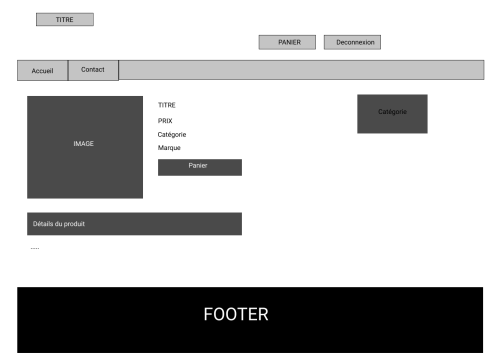 TITRE
PANIER
Deconnexion
Accueil
Contact
TITRE
PRIX
Catégorie
Marque
Panier
IMAGE
Catégorie
Détails du produit
.....
FOOTER